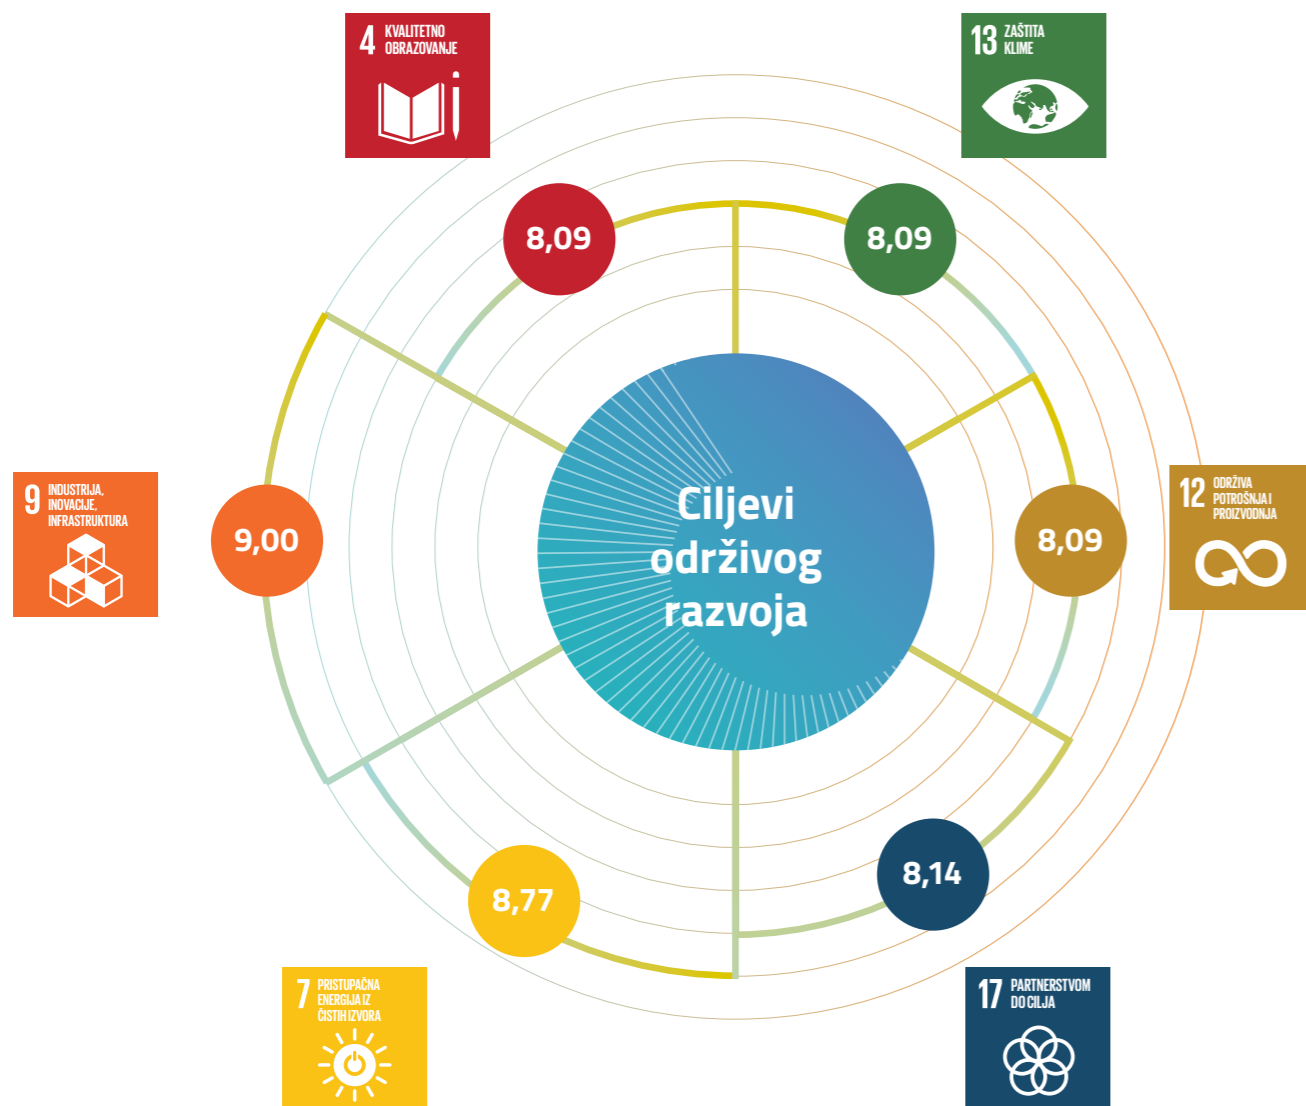 4 KVALITETNO
OBRAZOVANJE
13 ZAŠTITA
KLIME
8,09
8,09
9 INDUSTRIJA,
INOVACIJE,
INFRASTRUKTURA
9,00
Ciljevi
održivog
razvoja
8,09
12 ODRŽIVA
POTROŠNJA I
PROIZVODNJA
8,77
8,14
7 PRISTUPAČNA
ENERGIJA IZ
ČISTIH IZVORA
17 PARTNERSTVOM
DO CILJA